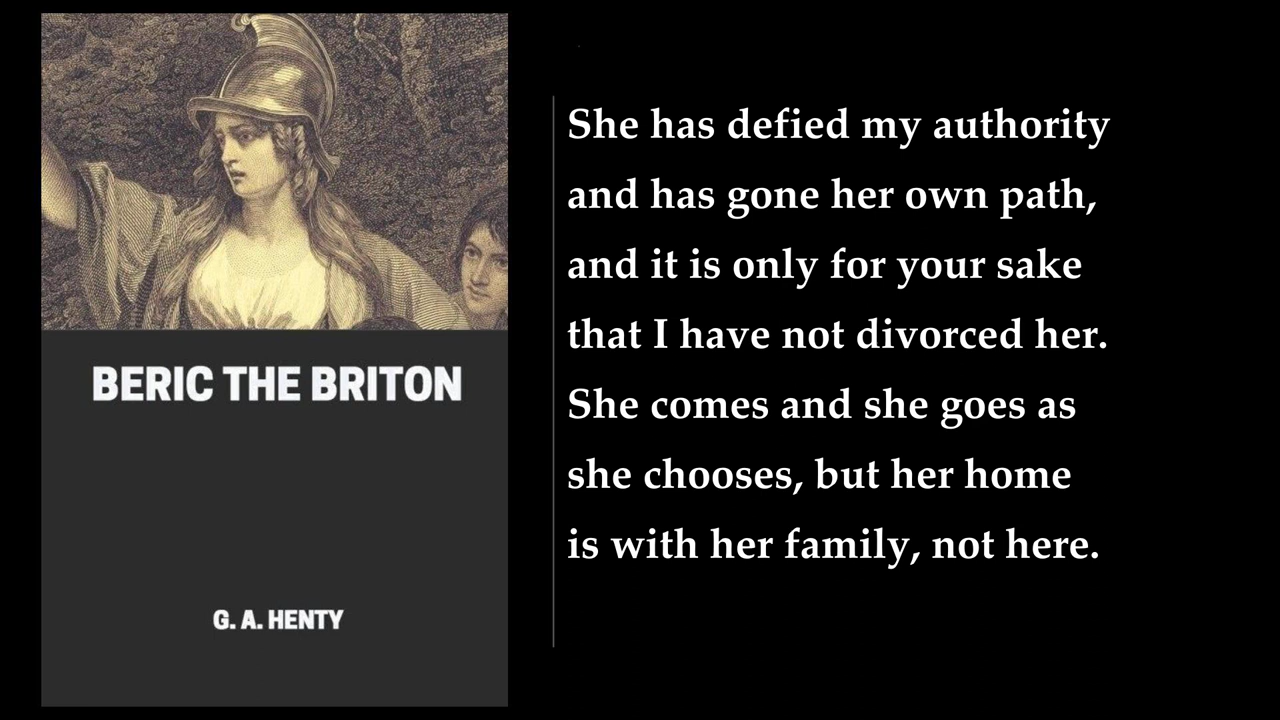 BERIC THE BRITON
G. A. HENTY
She has defied my authority
and has gone her own path,
and it is only for your sake
that I have not divorced her.
She comes and she goes as
she chooses, but her home
is with her family, not here.